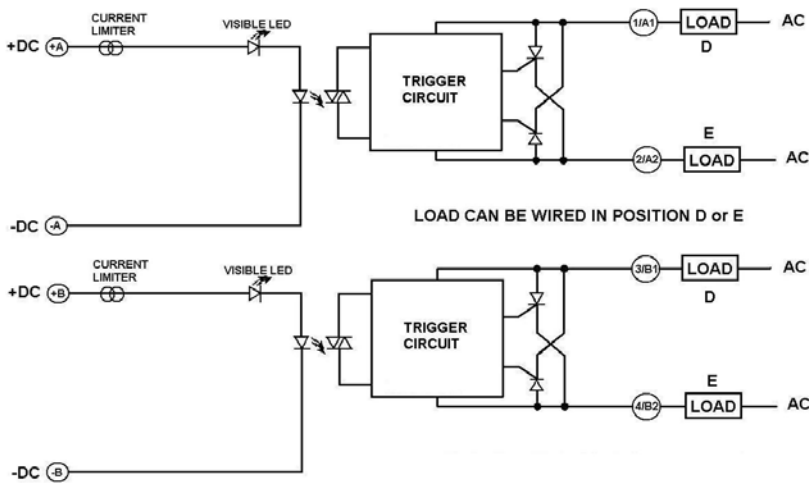 CURRENT LIMITER
VISIBLE LED
+DC +A
-DC -A
TRIGGER CIRCUIT
1/A1 LOAD AC
D
E
2/A2 LOAD AC
LOAD CAN BE WIRED IN POSITION D or E
CURRENT LIMITER
VISIBLE LED
+DC +B
-DC -B
TRIGGER CIRCUIT
3/B1 LOAD AC
D
E
4/B2 LOAD AC